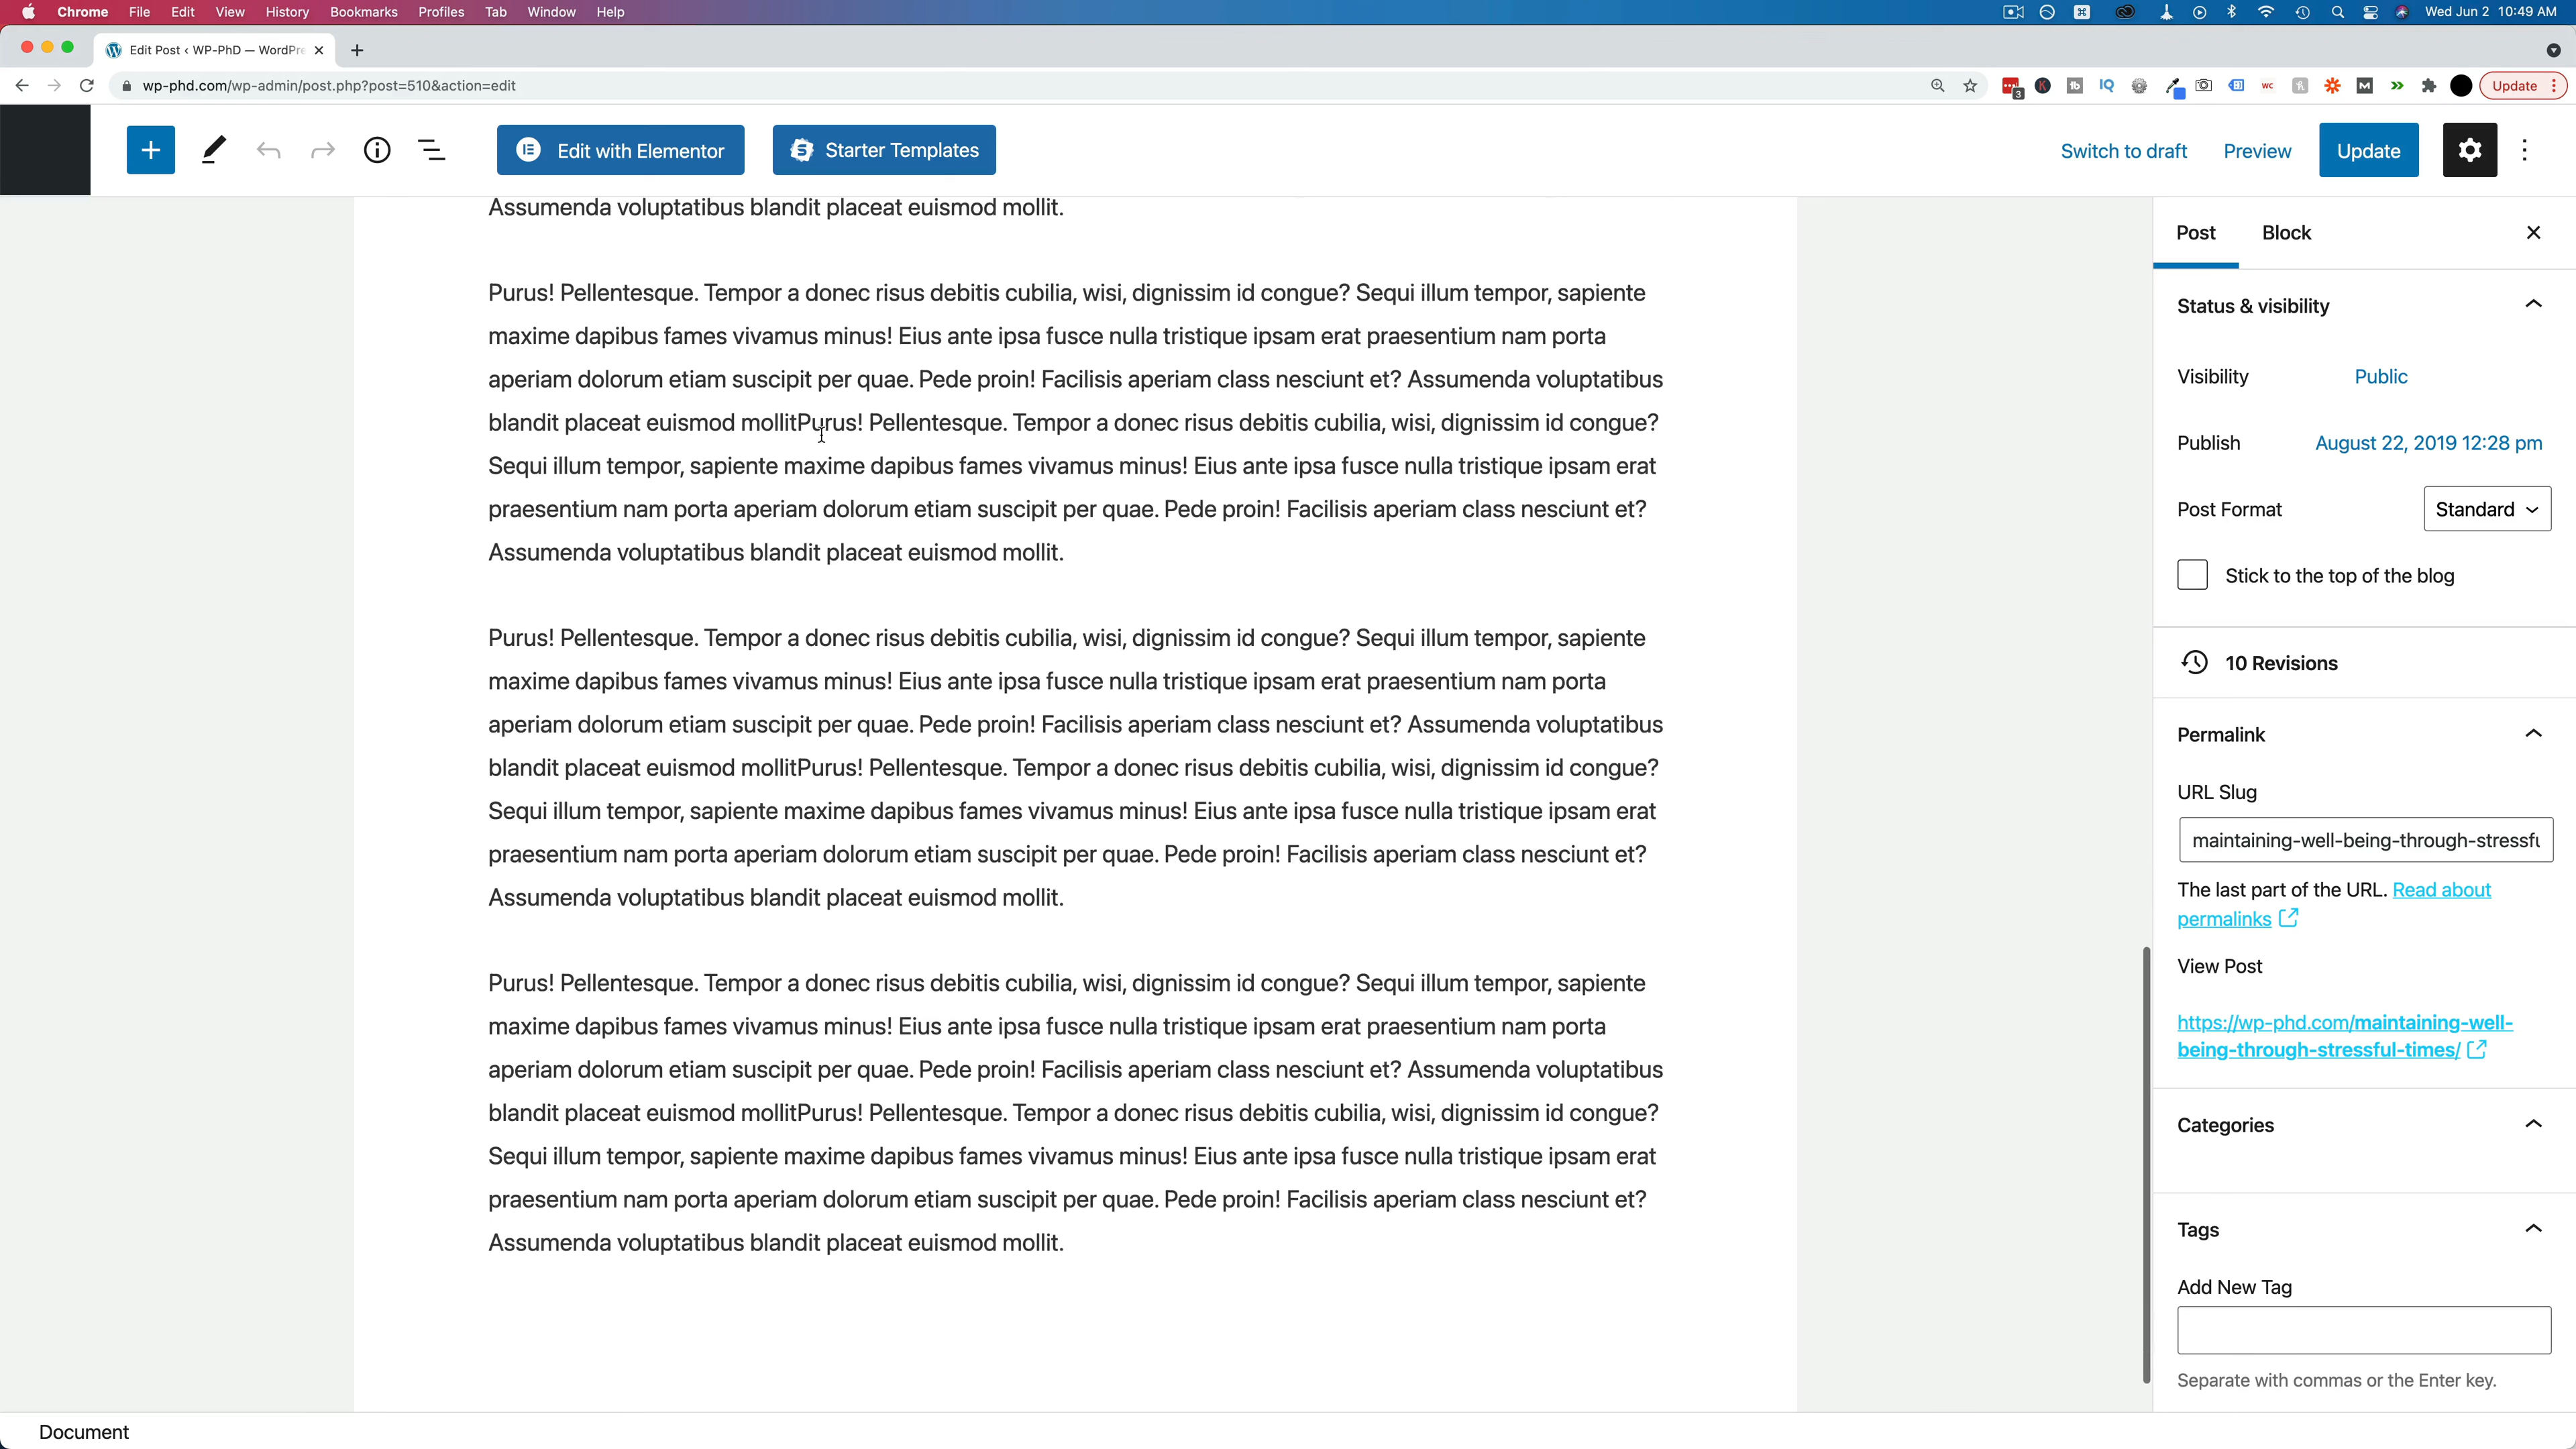 Chrome File Edit View History Bookmarks Profiles Tab Window Help Wed Jun 2 10:49 AM
Edit Post ‹ WP-PhD — WordPre
wp-phd.com/wp-admin/post.php?post=510&action=edit
3 IQ WC M Update
Edit with Elementor Starter Templates Switch to draft Preview Update
Assumenda voluptatibus blandit placeat euismod mollit.
Purus! Pellentesque. Tempor a donec risus debitis cubilia, wisi, dignissim id congue? Sequi illum tempor, sapiente
maxime dapibus fames vivamus minus! Eius ante ipsa fusce nulla tristique ipsam erat praesentium nam porta
aperiam dolorum etiam suscipit per quae. Pede proin! Facilisis aperiam class nesciunt et? Assumenda voluptatibus
blandit placeat euismod mollitPurus! Pellentesque. Tempor a donec risus debitis cubilia, wisi, dignissim id congue?
Sequi illum tempor, sapiente maxime dapibus fames vivamus minus! Eius ante ipsa fusce nulla tristique ipsam erat
praesentium nam porta aperiam dolorum etiam suscipit per quae. Pede proin! Facilisis aperiam class nesciunt et?
Assumenda voluptatibus blandit placeat euismod mollit.
Purus! Pellentesque. Tempor a donec risus debitis cubilia, wisi, dignissim id congue? Sequi illum tempor, sapiente
maxime dapibus fames vivamus minus! Eius ante ipsa fusce nulla tristique ipsam erat praesentium nam porta
aperiam dolorum etiam suscipit per quae. Pede proin! Facilisis aperiam class nesciunt et? Assumenda voluptatibus
blandit placeat euismod mollitPurus! Pellentesque. Tempor a donec risus debitis cubilia, wisi, dignissim id congue?
Sequi illum tempor, sapiente maxime dapibus fames vivamus minus! Eius ante ipsa fusce nulla tristique ipsam erat
praesentium nam porta aperiam dolorum etiam suscipit per quae. Pede proin! Facilisis aperiam class nesciunt et?
Assumenda voluptatibus blandit placeat euismod mollit.
Purus! Pellentesque. Tempor a donec risus debitis cubilia, wisi, dignissim id congue? Sequi illum tempor, sapiente
maxime dapibus fames vivamus minus! Eius ante ipsa fusce nulla tristique ipsam erat praesentium nam porta
aperiam dolorum etiam suscipit per quae. Pede proin! Facilisis aperiam class nesciunt et? Assumenda voluptatibus
blandit placeat euismod mollitPurus! Pellentesque. Tempor a donec risus debitis cubilia, wisi, dignissim id congue?
Sequi illum tempor, sapiente maxime dapibus fames vivamus minus! Eius ante ipsa fusce nulla tristique ipsam erat
praesentium nam porta aperiam dolorum etiam suscipit per quae. Pede proin! Facilisis aperiam class nesciunt et?
Assumenda voluptatibus blandit placeat euismod mollit.
Post Block
Status & visibility
Visibility Public
Publish August 22, 2019 12:28 pm
Post Format Standard
Stick to the top of the blog
10 Revisions
Permalink
URL Slug
maintaining-well-being-through-stressfu
The last part of the URL. Read about
permalinks
View Post
https://wp-phd.com/maintaining-well-
being-through-stressful-times/
Categories
Tags
Add New Tag
Separate with commas or the Enter key.
Document